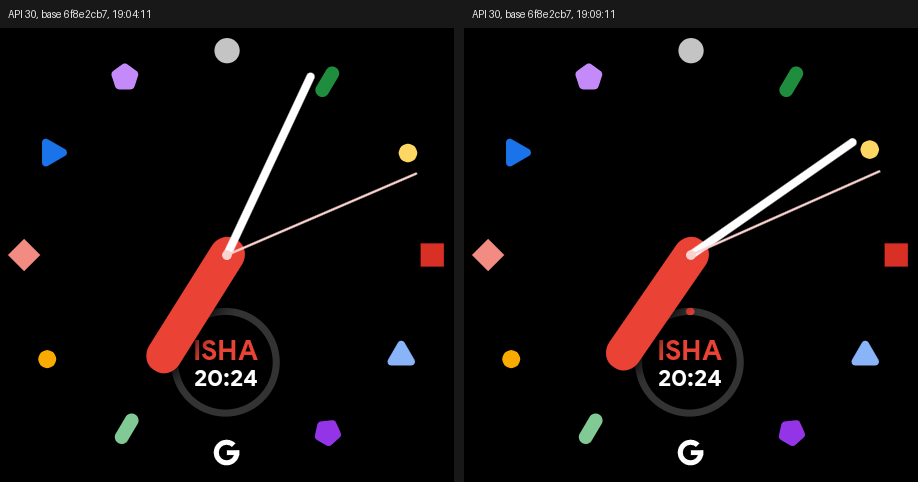 API 30, base 6f8e2cb7, 19:04:11
API 30, base 6f8e2cb7, 19:09:11
ISHA
20:24
G
ISHA
20:24
G